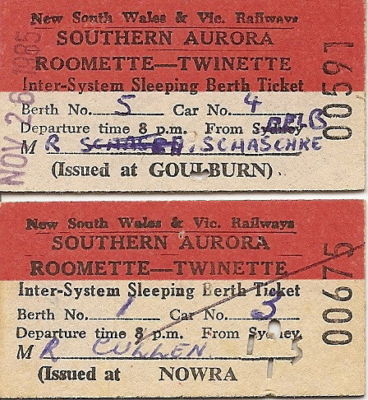 New South Wales & Vic. Railways
SOUTHERN AURORA
ROOMETTE—TWINETTE
Inter-System Sleeping Berth Ticket
Berth No. 5 Car No. 4
Departure time 8 p.m. From Sydney MELB
M R SCHASCHKE
(Issued at GOULBURN)
NOV 28 1985
00591
New South Wales & Vic. Railways
SOUTHERN AURORA
ROOMETTE—TWINETTE
Inter-System Sleeping Berth Ticket
Berth No. 1 Car No. 3
Departure time 8 p.m. From Sydney
M R CULLEN
(Issued at NOWRA
00675